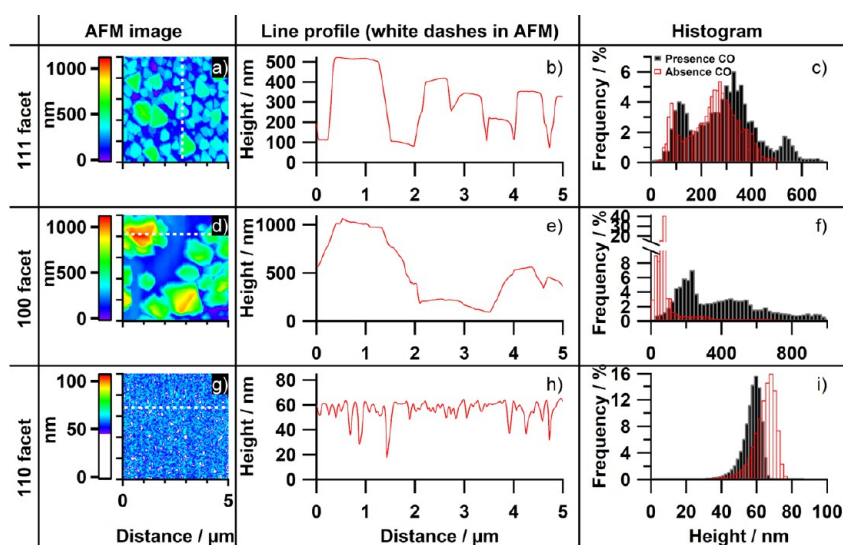 AFM image
Line profile (white dashes in AFM)
Histogram
111 facet
1000
500
0
nm
a)
500
400
300
200
100
0
Height / nm
b)
0 1 2 3 4 5
6
4
2
0
Frequency / %
Presence CO
Absence CO
c)
0 200 400 600
100 facet
1000
500
0
nm
d)
1000
500
0
Height / nm
e)
0 1 2 3 4 5
40
30
20
8
6
4
2
0
Frequency / %
f)
0 400 800
110 facet
100
50
0
nm
g)
0 5
Distance / µm
80
60
40
20
0
Height / nm
h)
0 1 2 3 4 5
Distance / µm
16
12
8
4
0
Frequency / %
i)
0 20 40 60 80 100
Height / nm